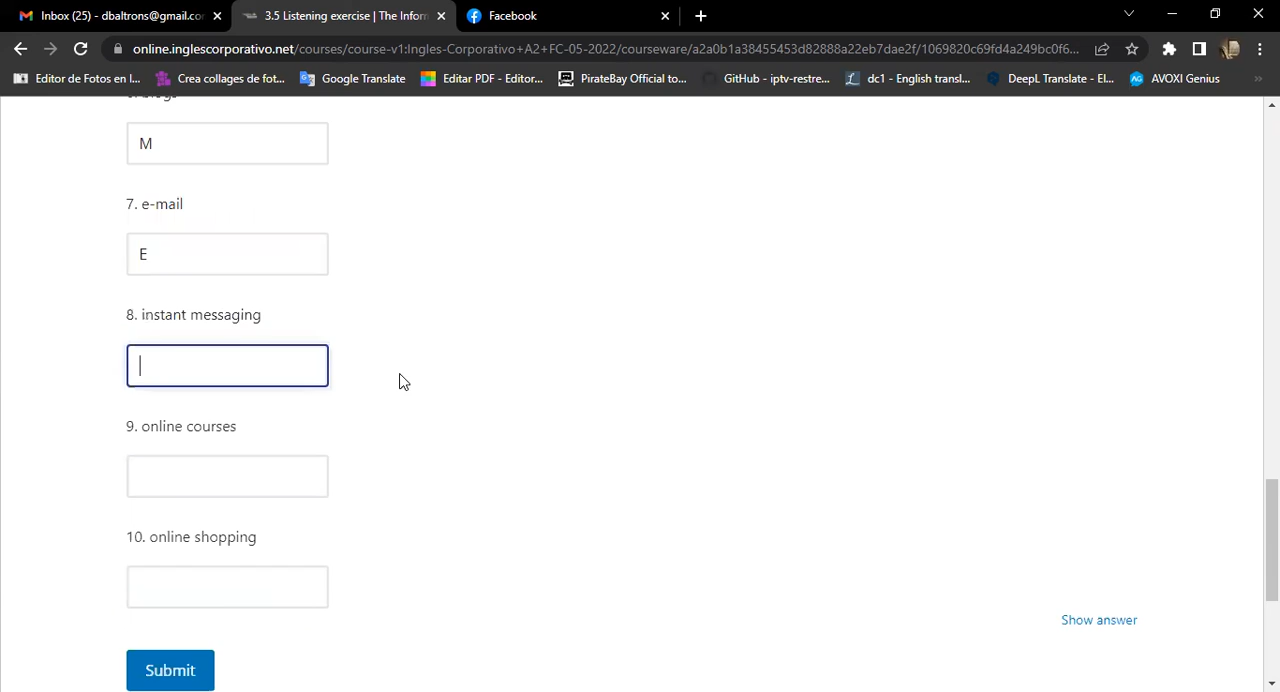 Inbox (25) - dbaltrons@gmail.co
3.5 Listening exercise | The Infor
Facebook
online.inglescorporativo.net/courses/course-v1:Ingles-Corporativo+A2+FC-05-2022/courseware/a2a0b1a38455453d82888a22eb7dae2f/1069820c69fd4a249bc0f6...
Editor de Fotos en l...
Crea collages de fot...
Google Translate
Editar PDF - Editor...
PirateBay Official to...
GitHub - iptv-restre...
dc1 - English transl...
DeepL Translate - El...
AVOXI Genius
M
7. e-mail
E
8. instant messaging
9. online courses
10. online shopping
Show answer
Submit